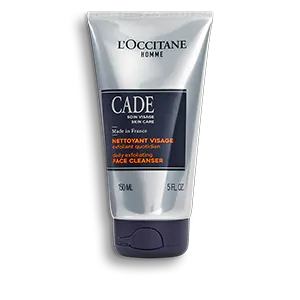 L'OCCITANE
HOMME
CADE
SOIN VISAGE
SKIN CARE
Made in France
NETTOYANT VISAGE
exfoliant quotidien
daily exfoliating
FACE CLEANSER
150 ML 5 FL.OZ.